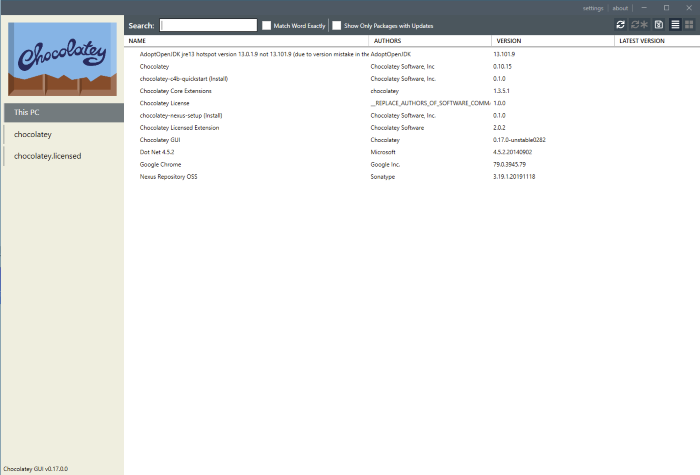 settings | about
Chocolatey
Search: Match Word Exactly Show Only Packages with Updates
NAME AUTHORS VERSION LATEST VERSION
AdoptOpenJDK jre13 hotspot version 13.0.1.9 not 13.101.9 (due to version mistake in the AdoptOpenJDK 13.101.9
Chocolatey Chocolatey Software, Inc 0.10.15
chocolatey-c4b-quickstart (Install) Chocolatey Software, Inc. 0.1.0
Chocolatey Core Extensions chocolatey 1.3.5.1
Chocolatey License __REPLACE_AUTHORS_OF_SOFTWARE_COMM- 1.0.0
chocolatey-nexus-setup (Install) Chocolatey Software, Inc. 0.1.0
Chocolatey Licensed Extension Chocolatey Software 2.0.2
Chocolatey GUI Chocolatey 0.17.0-unstable0282
Dot Net 4.5.2 Microsoft 4.5.2.20140902
Google Chrome Google Inc. 79.0.3945.79
Nexus Repository OSS Sonatype 3.19.1.20191118
This PC
chocolatey
chocolatey.licensed
Chocolatey GUI v0.17.0.0